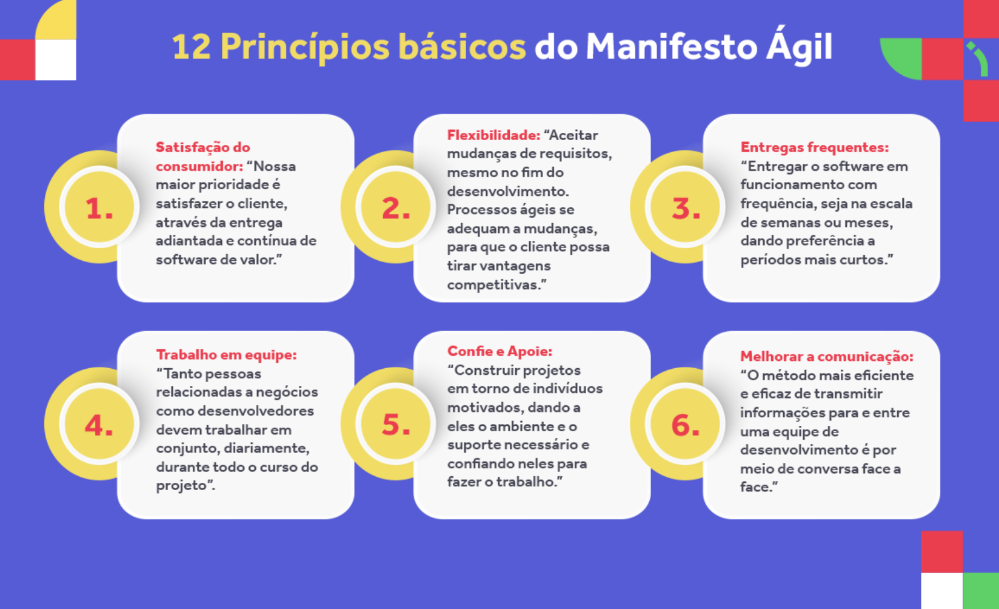 12 Princípios básicos do Manifesto Ágil
1.
Satisfação do
consumidor: “Nossa
maior prioridade é
satisfazer o cliente,
através da entrega
adiantada e contínua de
software de valor.”
2.
Flexibilidade: “Aceitar
mudanças de requisitos,
mesmo no fim do
desenvolvimento.
Processos ágeis se
adequam a mudanças,
para que o cliente possa
tirar vantagens
competitivas.”
3.
Entregas frequentes:
“Entregar o software em
funcionamento com
frequência, seja na escala
de semanas ou meses,
dando preferência a
períodos mais curtos.”
4.
Trabalho em equipe:
“Tanto pessoas
relacionadas a negócios
como desenvolvedores
devem trabalhar em
conjunto, diariamente,
durante todo o curso do
projeto”.
5.
Confie e Apoie:
“Construir projetos
em torno de indivíduos
motivados, dando a
eles o ambiente e o
suporte necessário e
confiando neles para
fazer o trabalho.”
6.
Melhorar a comunicação:
“O método mais eficiente
e eficaz de transmitir
informações para e entre
uma equipe de
desenvolvimento é por
meio de conversa face a
face.”